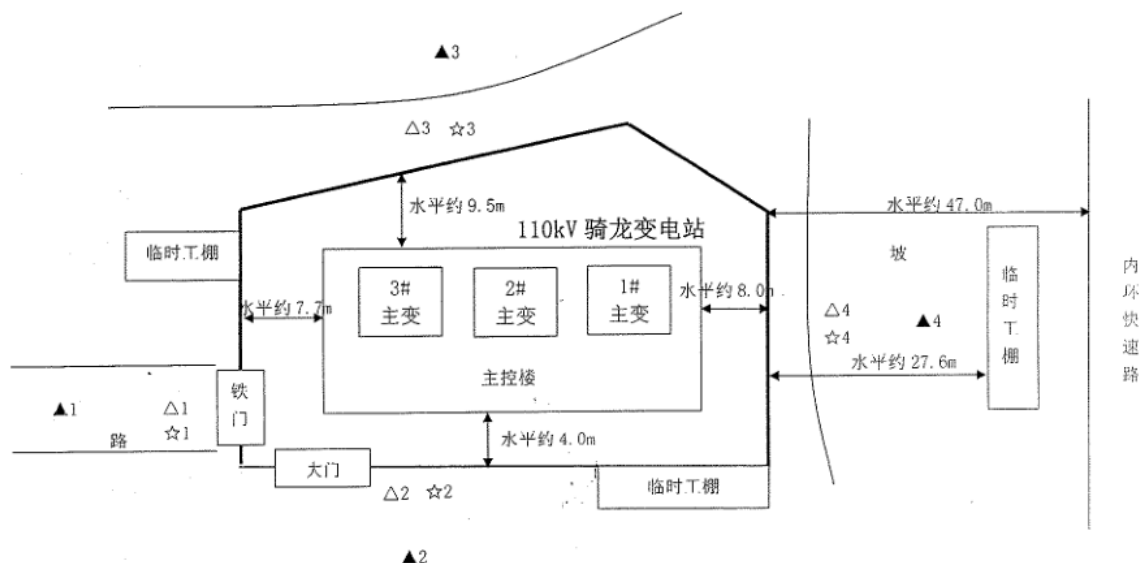 ▲3
△3 ☆3
水平约9.5m
水平约47.0m
110kV 骑龙变电站
临时工棚
坡
临时工棚
内环快速路
3#
主变
2#
主变
1#
主变
水平约7.7m
水平约8.0m
△4
☆4
▲4
水平约27.6m
主控楼
铁门
▲1
△1
☆1
路
水平约4.0m
大门
临时工棚
△2 ☆2
▲2